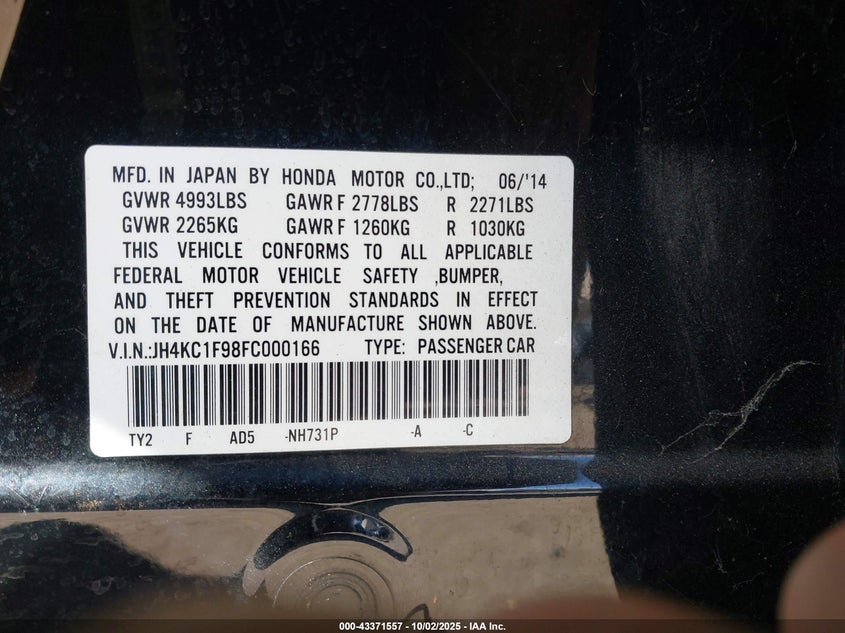 MFD. IN JAPAN BY HONDA MOTOR CO.,LTD; 06/'14
GVWR 4993LBS GAWR F 2778LBS R 2271LBS
GVWR 2265KG GAWR F 1260KG R 1030KG
THIS VEHICLE CONFORMS TO ALL APPLICABLE
FEDERAL MOTOR VEHICLE SAFETY ,BUMPER,
AND THEFT PREVENTION STANDARDS IN EFFECT
ON THE DATE OF MANUFACTURE SHOWN ABOVE.
V.I.N.:JH4KC1F98FC000166 TYPE: PASSENGER CAR
TY2 F AD5 -NH731P -A -C
000-43371557 - 10/02/2025 - IAA Inc.